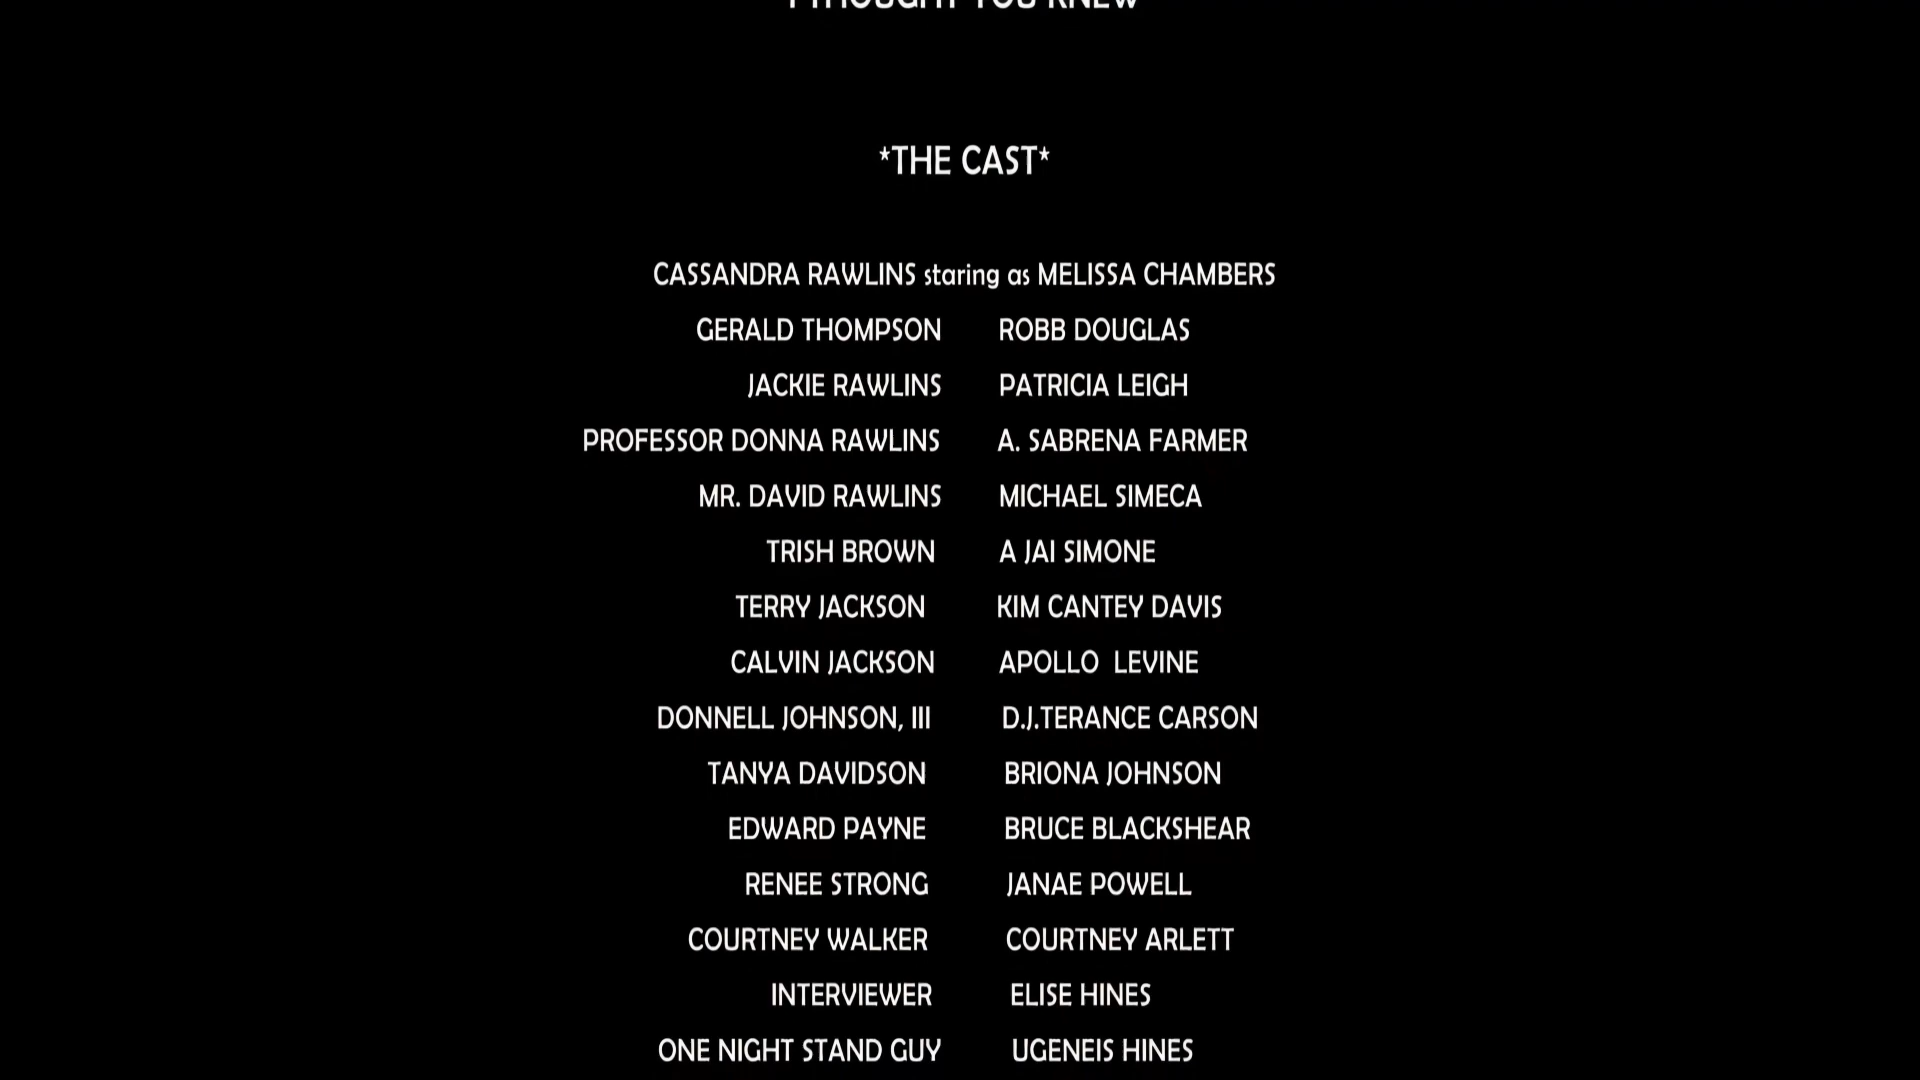 I THOUGHT YOU KNEW
*THE CAST*
CASSANDRA RAWLINS staring as MELISSA CHAMBERS
GERALD THOMPSON ROBB DOUGLAS
JACKIE RAWLINS PATRICIA LEIGH
PROFESSOR DONNA RAWLINS A. SABRENA FARMER
MR. DAVID RAWLINS MICHAEL SIMECA
TRISH BROWN A JAI SIMONE
TERRY JACKSON KIM CANTEY DAVIS
CALVIN JACKSON APOLLO LEVINE
DONNELL JOHNSON, III D.J.TERANCE CARSON
TANYA DAVIDSON BRIONA JOHNSON
EDWARD PAYNE BRUCE BLACKSHEAR
RENEE STRONG JANAE POWELL
COURTNEY WALKER COURTNEY ARLETT
INTERVIEWER ELISE HINES
ONE NIGHT STAND GUY UGENEIS HINES